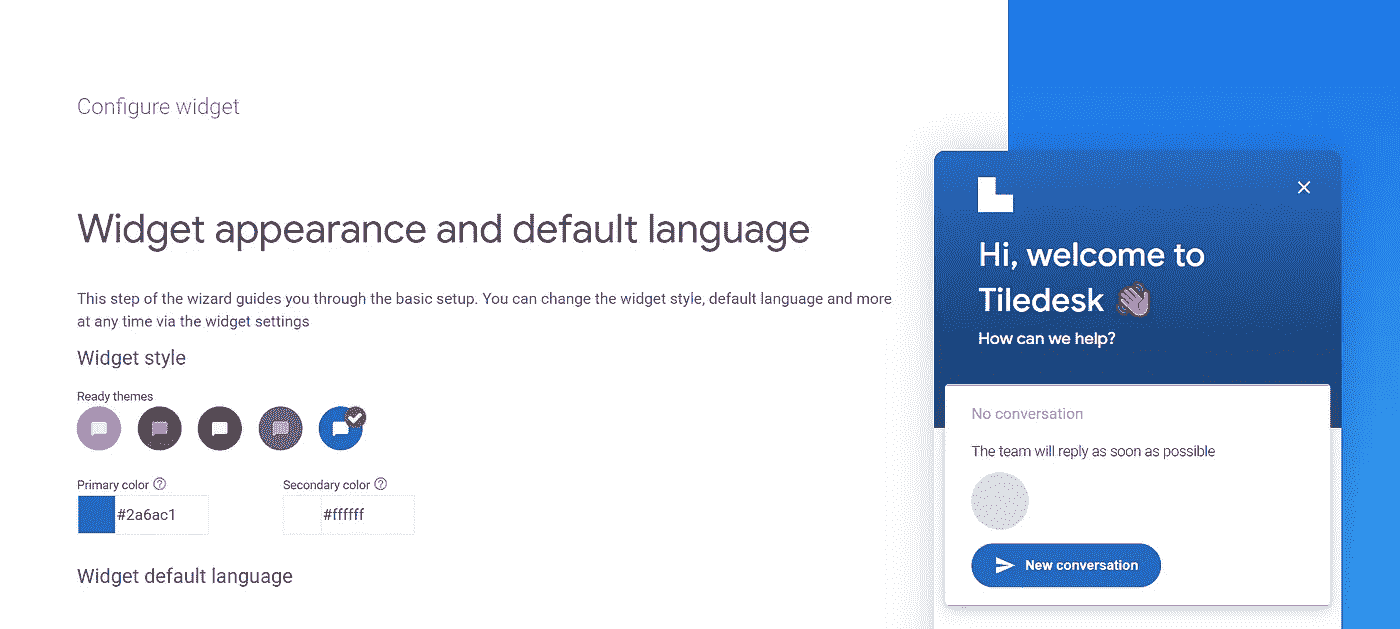 Configure widget
Widget appearance and default language
This step of the wizard guides you through the basic setup. You can change the widget style, default language and more
at any time via the widget settings
Widget style
Ready themes
Primary color
Secondary color
#2a6ac1
#ffffff
Widget default language
Hi, welcome to
Tiledesk 👋
How can we help?
No conversation
The team will reply as soon as possible
New conversation